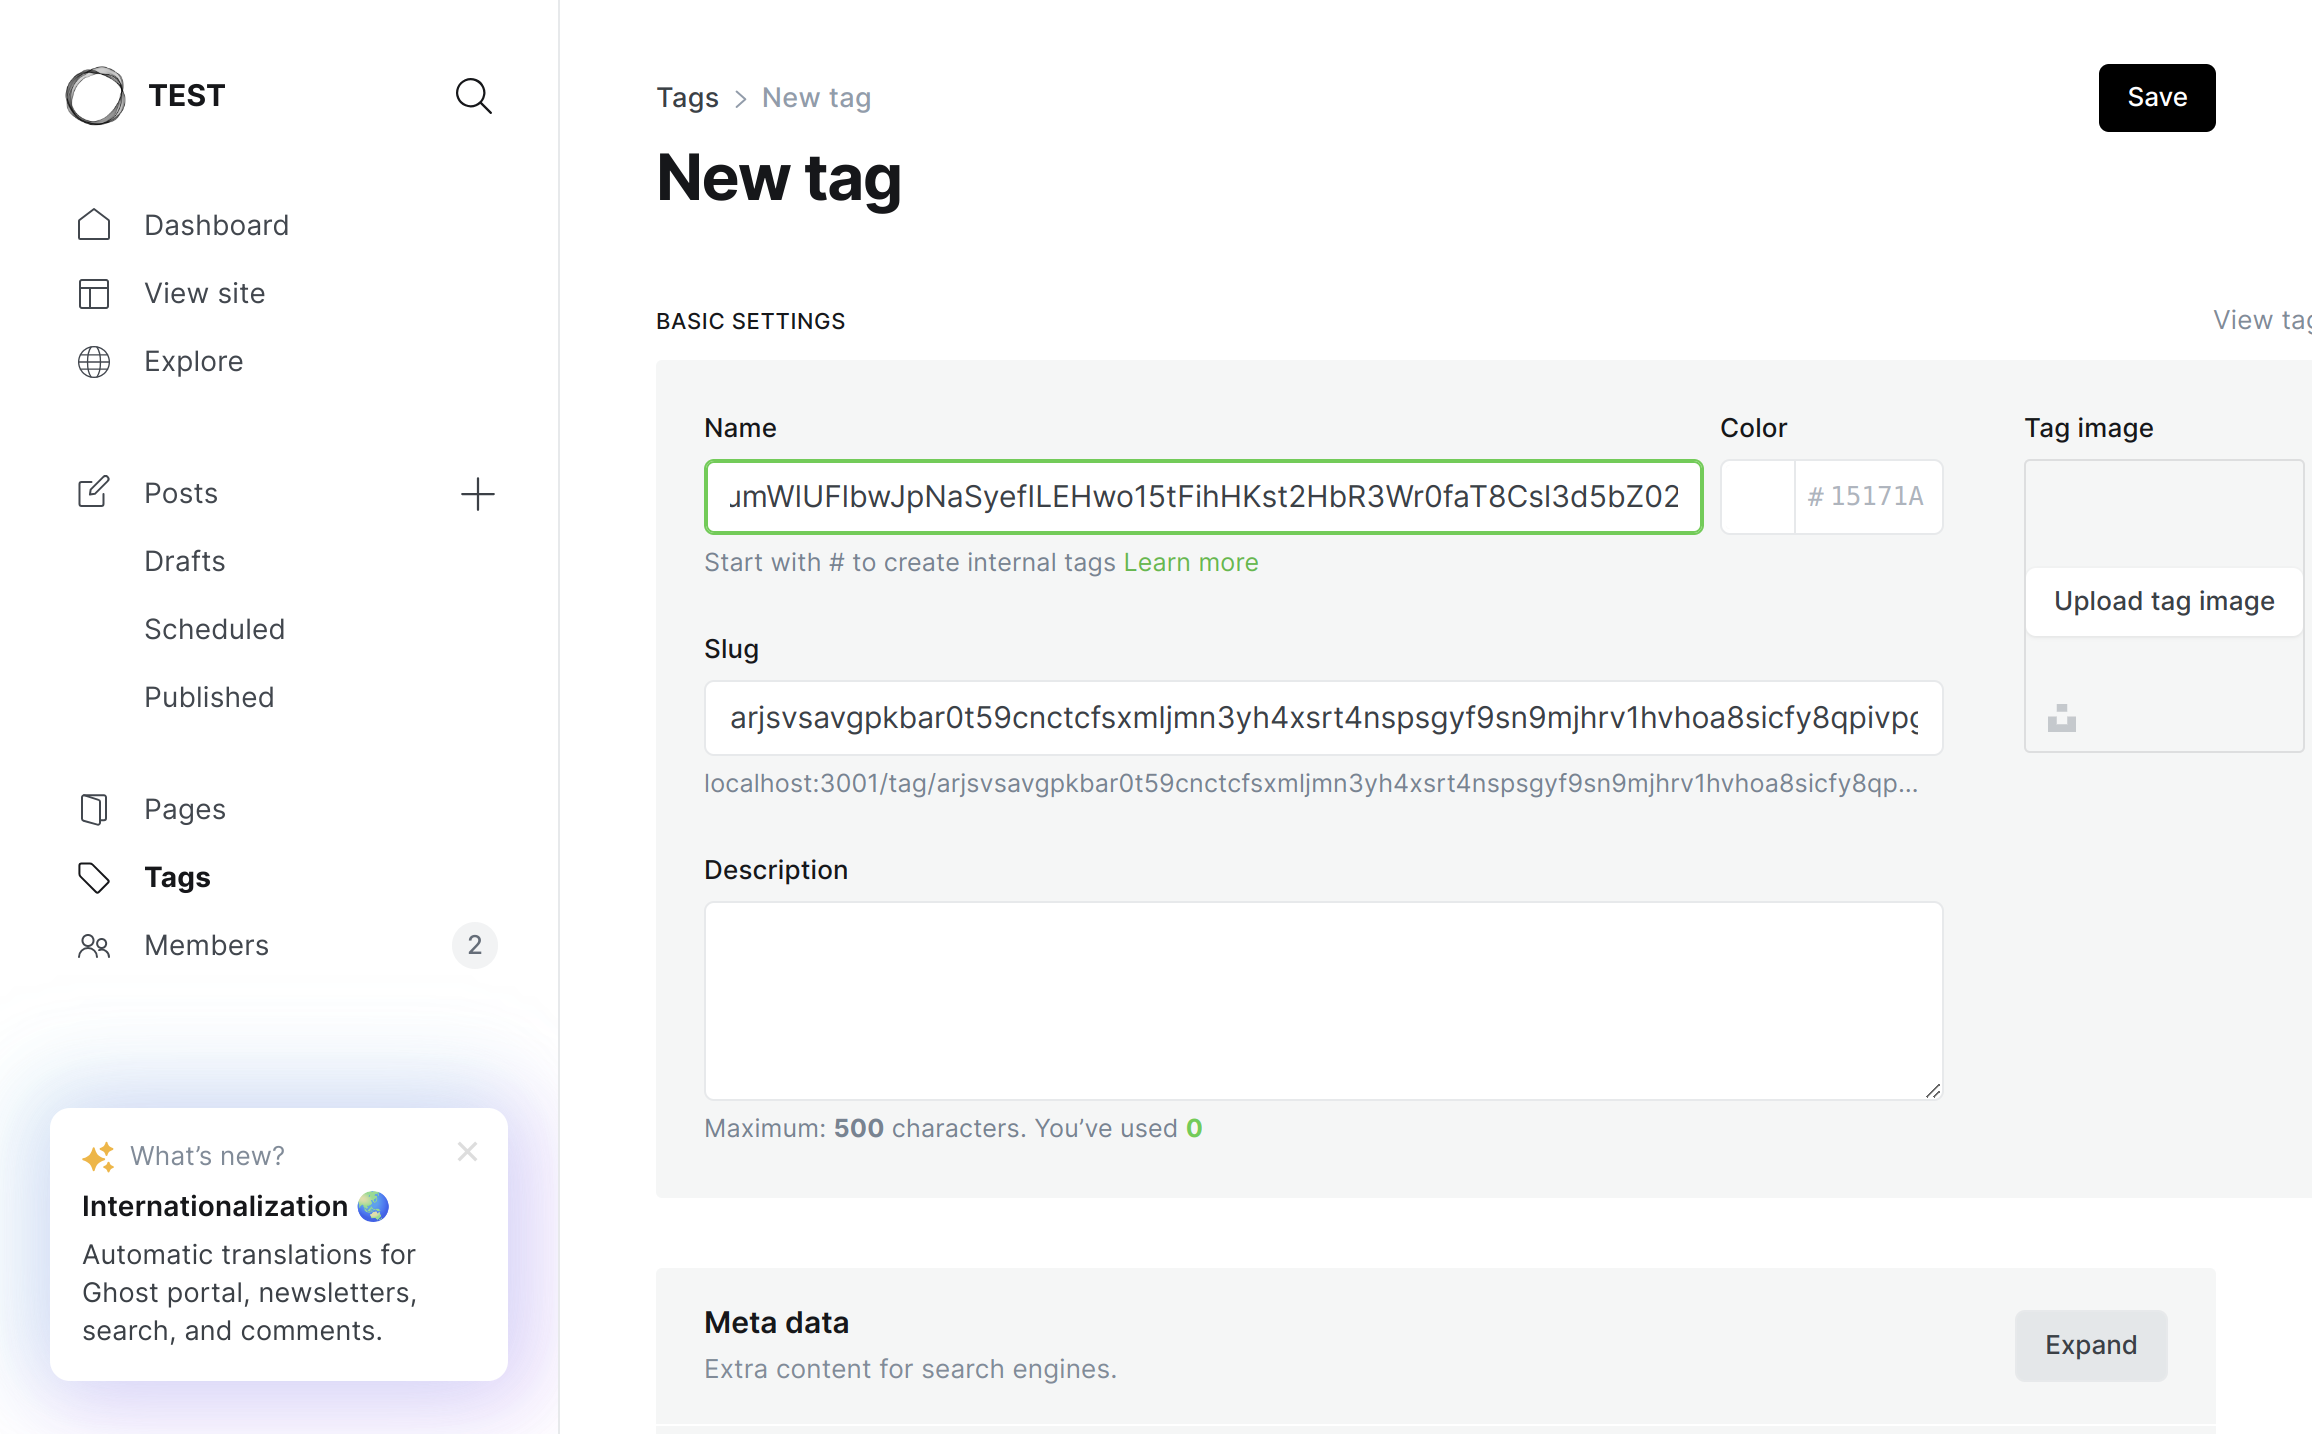 TEST
Dashboard
View site
Explore
Posts
Drafts
Scheduled
Published
Pages
Tags
Members
2
What's new?
Internationalization 🌏
Automatic translations for
Ghost portal, newsletters,
search, and comments.
Tags > New tag
Save
New tag
BASIC SETTINGS
View tag
Name
Color
Tag image
umWlUFlbwJpNaSyefILEHwo15tFihHKst2HbR3Wr0faT8CsI3d5bZ02
# 15171A
Start with # to create internal tags Learn more
Upload tag image
Slug
arjsvsavgpkbar0t59cnctcfsxmljmn3yh4xsrt4nspsgyf9sn9mjhrv1hvhoa8sicfy8qpivpg
localhost:3001/tag/arjsvsavgpkbar0t59cnctcfsxmljmn3yh4xsrt4nspsgyf9sn9mjhrv1hvhoa8sicfy8qp...
Description
Maximum: 500 characters. You've used 0
Meta data
Extra content for search engines.
Expand